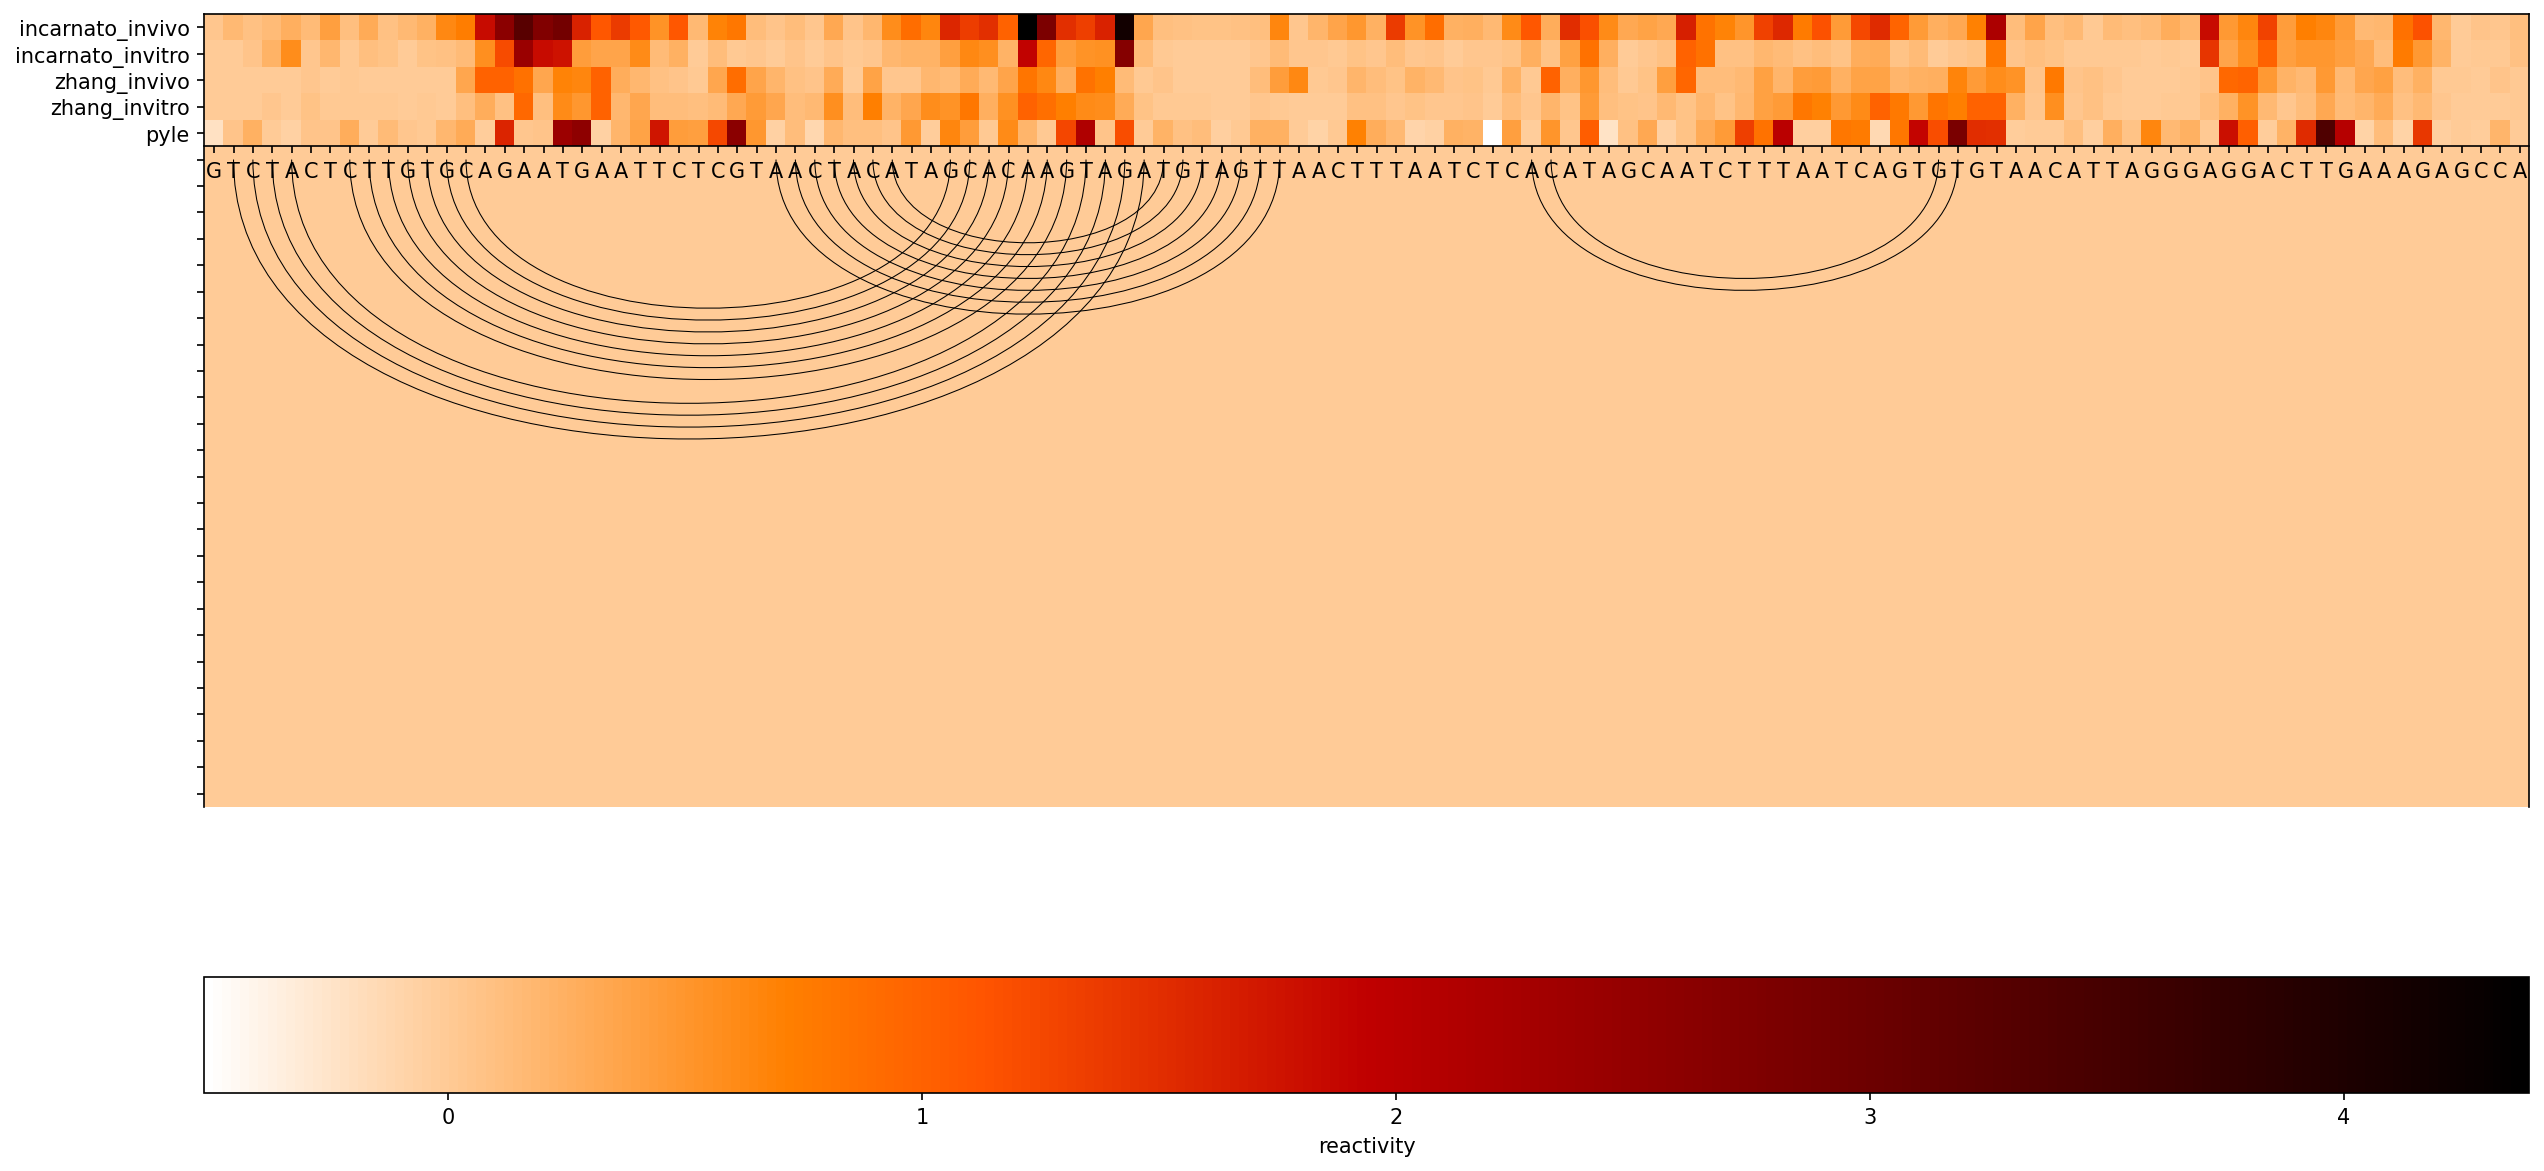 incarnato_invivo
incarnato_invitro
zhang_invivo
zhang_invitro
pyle
GTCTACTCTTGTGCAGAATGAATTCTCGTAACTACATAGCACAAGTAGATGTAGTTAACTTTAATCTCACATAGCAATCTTTAATCAGTGTGTAACATTAGGGAGGACTTGAAAGAGCCA
0 1 2 3 4
reactivity